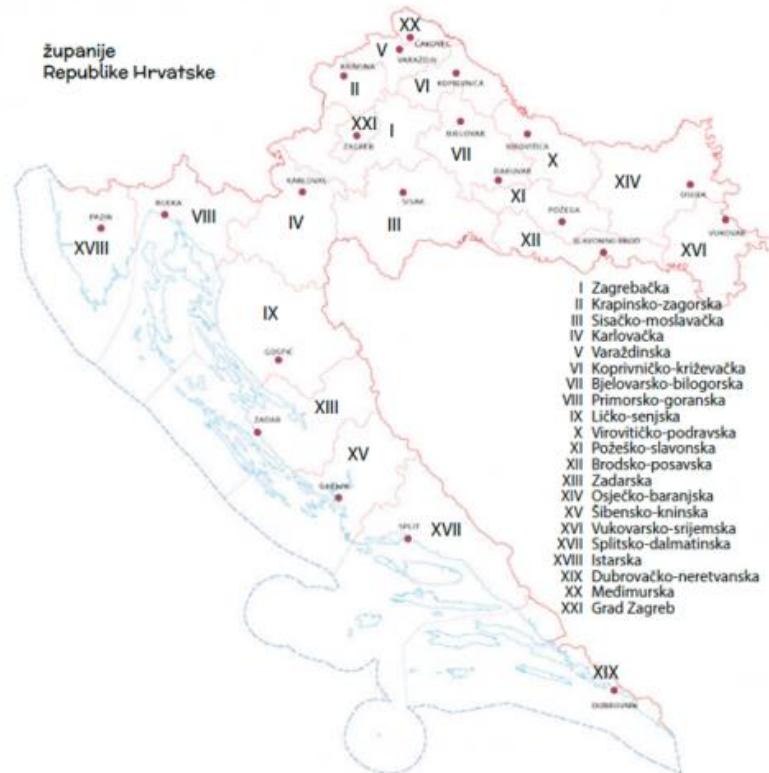 županije
Republike Hrvatske
XX
ČAKOVEC
V
VARAŽDIN
KRAPINA
II
VI
KOPRIVNICA
XXI
I
ZAGREB
BJELOVAR
VII
VIROVITICA
X
DARUVAR
XIV
OSIJEK
KARLOVAC
SISAK
XI
POŽEGA
VUKOVAR
PAZIN
RIJEKA
VIII
IV
III
XII
SLAVONSKI BROD
XVI
XVIII
IX
GOSPIĆ
XIII
ZADAR
XV
ŠIBENIK
SPLIT
XVII
XIX
DUBROVNIK
I Zagrebačka
II Krapinsko-zagorska
III Sisačko-moslavačka
IV Karlovačka
V Varaždinska
VI Koprivničko-križevačka
VII Bjelovarsko-bilogorska
VIII Primorsko-goranska
IX Ličko-senjska
X Virovitičko-podravska
XI Požeško-slavonska
XII Brodsko-posavska
XIII Zadarska
XIV Osječko-baranjska
XV Šibensko-kninska
XVI Vukovarsko-srijemska
XVII Splitsko-dalmatinska
XVIII Istarska
XIX Dubrovačko-neretvanska
XX Međimurska
XXI Grad Zagreb